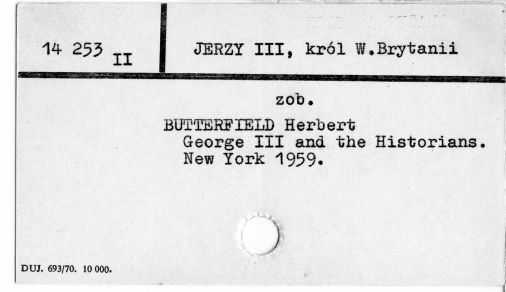 14 253 II
JERZY III, król W.Brytanii
zob.
BUTTERFIELD Herbert
George III and the Historians.
New York 1959.
DUJ. 693/70. 10 000.